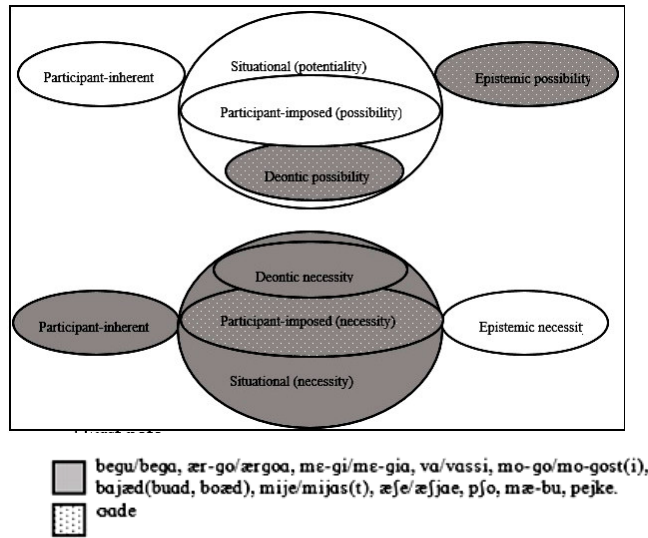 Situational (potentiality)
Participant-inherent
Epistemic possibility
Participant-imposed (possibility)
Deontic possibility
Deontic necessity
Participant-inherent
Participant-imposed (necessity)
Epistemic necessit
Situational (necessity)
begu/bega, ær-go/ærgoa, mɛ-gi/mɛ-gia, va/vassi, mo-go/mo-gost(i),
bajæd(buad, boæd), mije/mijas(t), æʃe/æʃjae, pʃo, mæ-bu, pejke.
ɑade